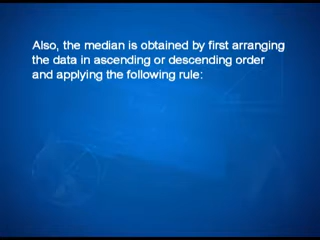 Also, the median is obtained by first arranging
the data in ascending or descending order
and applying the following rule: